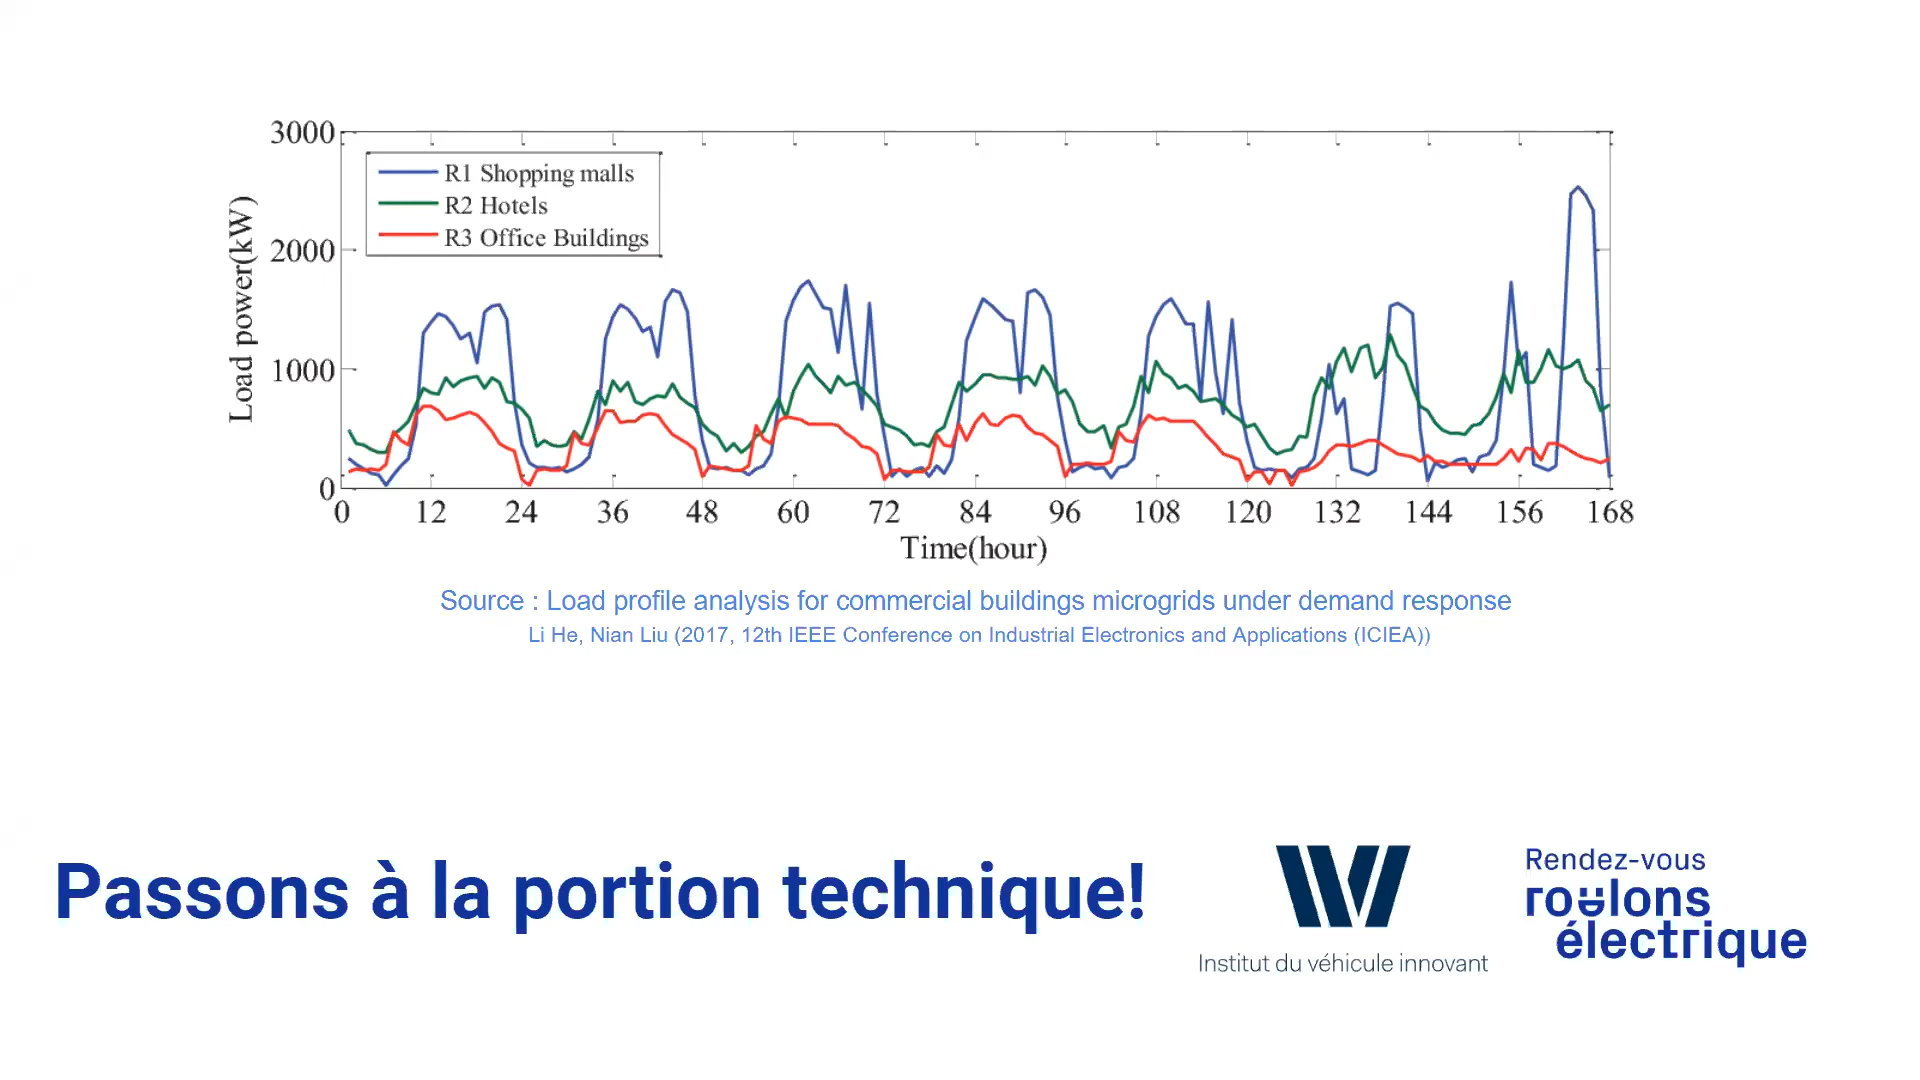 3000
2000
1000
0
Load power(kW)
R1 Shopping malls
R2 Hotels
R3 Office Buildings
0 12 24 36 48 60 72 84 96 108 120 132 144 156 168
Time(hour)
Source : Load profile analysis for commercial buildings microgrids under demand response
Li He, Nian Liu (2017, 12th IEEE Conference on Industrial Electronics and Applications (ICIEA))
Passons à la portion technique!
Institut du véhicule innovant
Rendez-vous
roulons
électrique